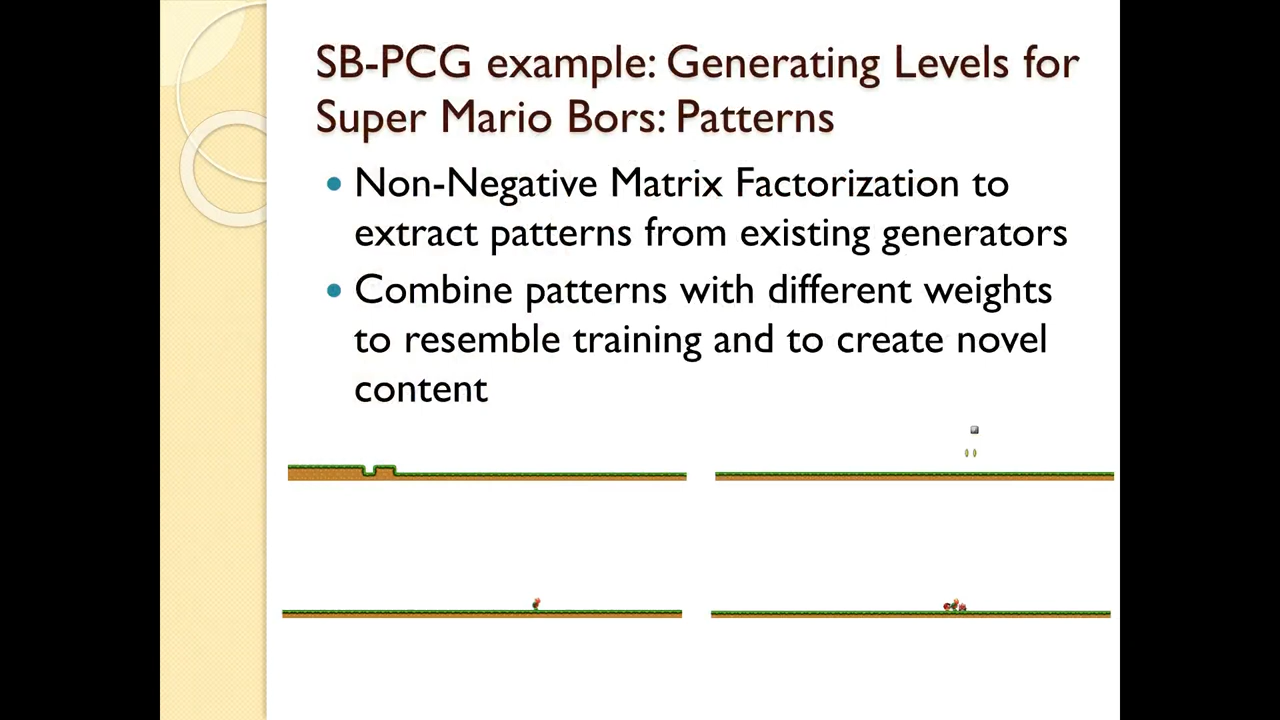 SB-PCG example: Generating Levels for
Super Mario Bors: Patterns
Non-Negative Matrix Factorization to
extract patterns from existing generators
Combine patterns with different weights
to resemble training and to create novel
content